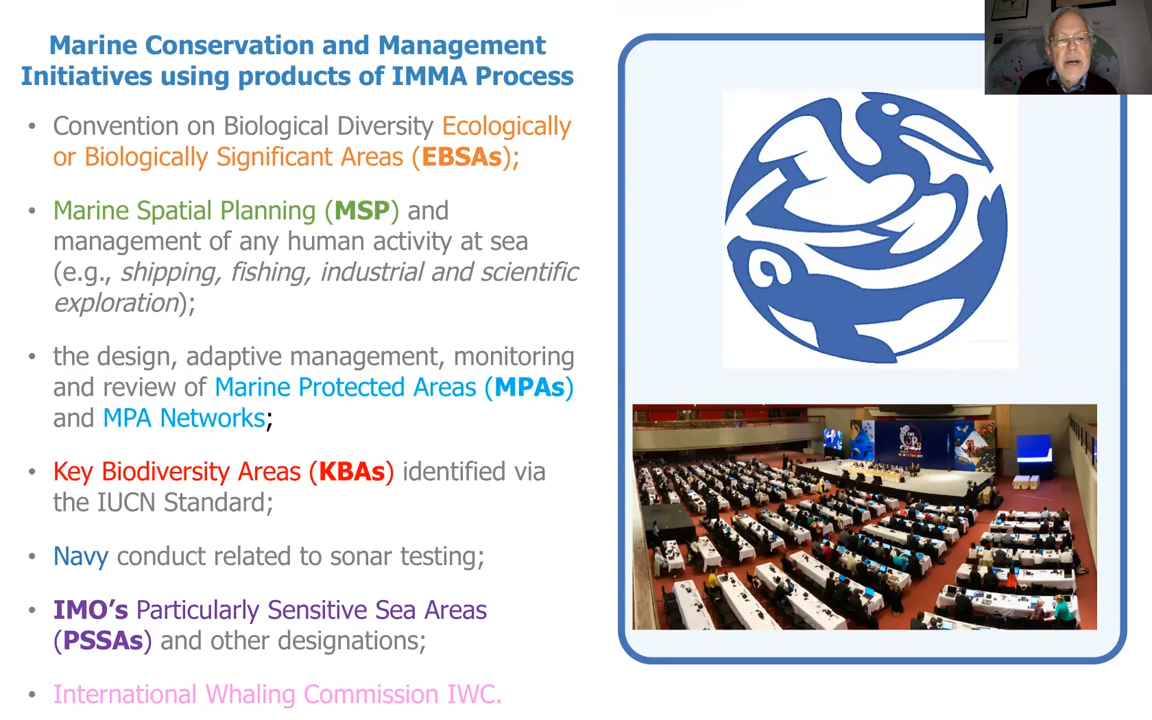 Marine Conservation and Management
Initiatives using products of IMMA Process
• Convention on Biological Diversity Ecologically
or Biologically Significant Areas (EBSAs);
• Marine Spatial Planning (MSP) and
management of any human activity at sea
(e.g., shipping, fishing, industrial and scientific
exploration);
• the design, adaptive management, monitoring
and review of Marine Protected Areas (MPAs)
and MPA Networks;
• Key Biodiversity Areas (KBAs) identified via
the IUCN Standard;
• Navy conduct related to sonar testing;
• IMO’s Particularly Sensitive Sea Areas
(PSSAs) and other designations;
• International Whaling Commission IWC.